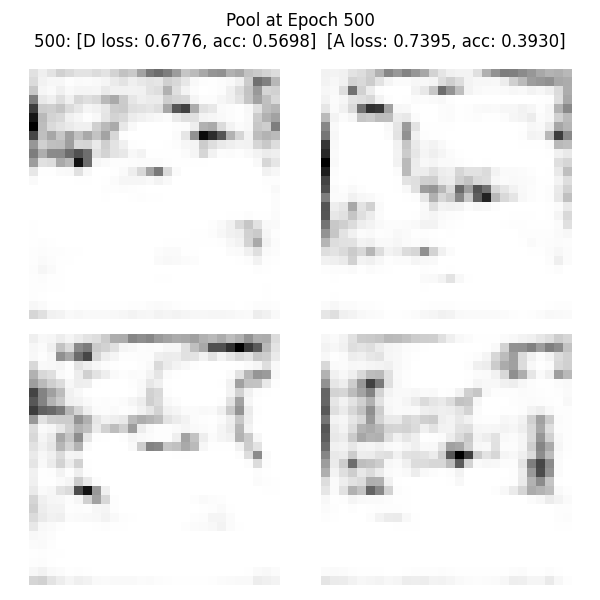 Pool at Epoch 500
500: [D loss: 0.6776, acc: 0.5698]  [A loss: 0.7395, acc: 0.3930]